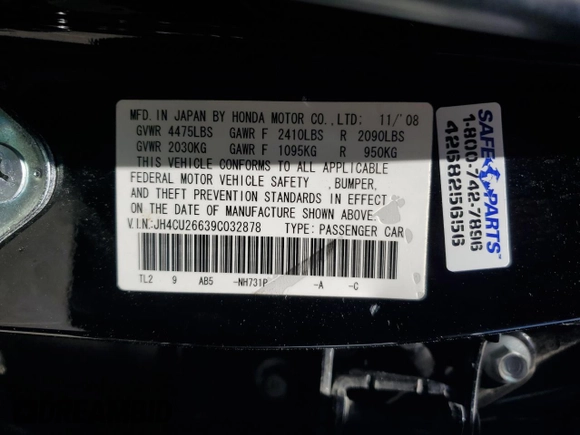 MFD. IN JAPAN BY HONDA MOTOR CO.,LTD: 11/'08
GVWR 4475LBS GAWR F 2410LBS R 2090LBS
GVWR 2030KG GAWR F 1095KG R 950KG
THIS VEHICLE CONFORMS TO ALL APPLICABLE
FEDERAL MOTOR VEHICLE SAFETY , BUMPER,
AND THEFT PREVENTION STANDARDS IN EFFECT
ON THE DATE OF MANUFACTURE SHOWN ABOVE.
V.I.N.:JH4CU26639C032878 TYPE: PASSENGER CAR
TL2 9 AB5 -NH731P -A -C
SAFE PARTS
1-800-742-7896
426825656